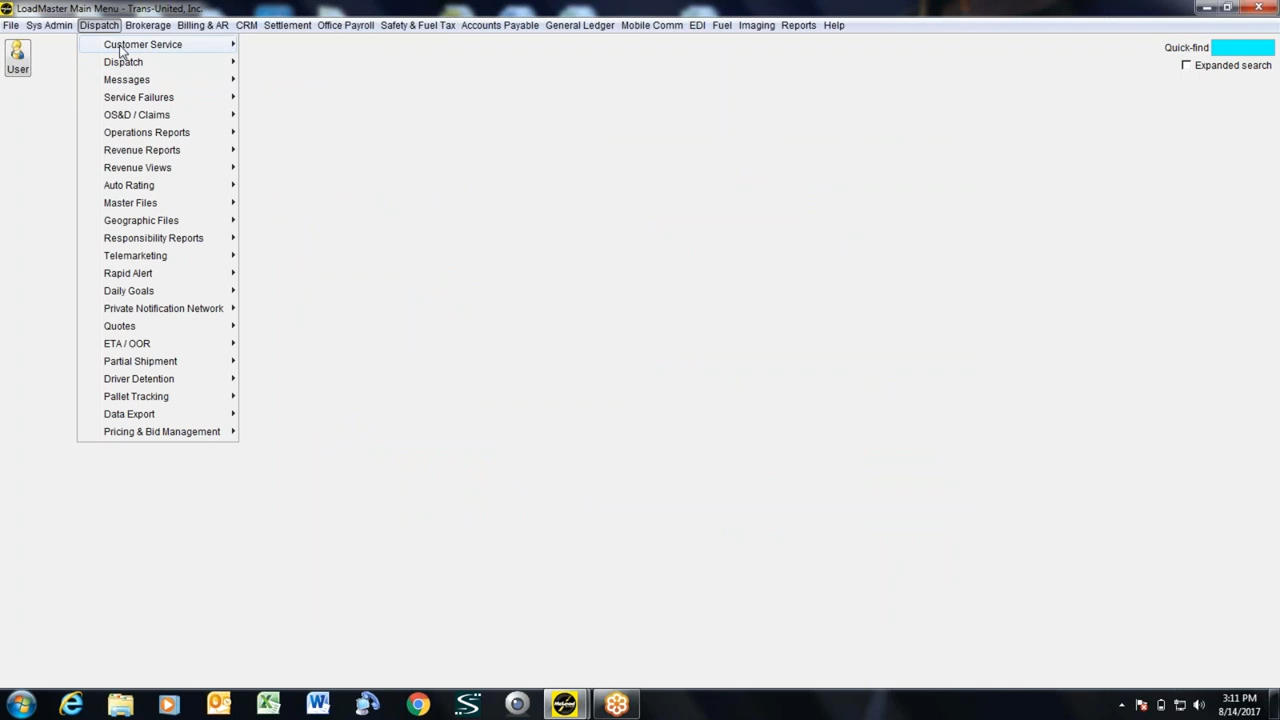 LoadMaster Main Menu - Trans-United, Inc.
File Sys Admin Dispatch Brokerage Billing & AR CRM Settlement Office Payroll Safety & Fuel Tax Accounts Payable General Ledger Mobile Comm EDI Fuel Imaging Reports Help
User
Quick-find
Expanded search
Customer Service
Dispatch
Messages
Service Failures
OS&D / Claims
Operations Reports
Revenue Reports
Revenue Views
Auto Rating
Master Files
Geographic Files
Responsibility Reports
Telemarketing
Rapid Alert
Daily Goals
Private Notification Network
Quotes
ETA / OOR
Partial Shipment
Driver Detention
Pallet Tracking
Data Export
Pricing & Bid Management
McLeod
3:11 PM
8/14/2017